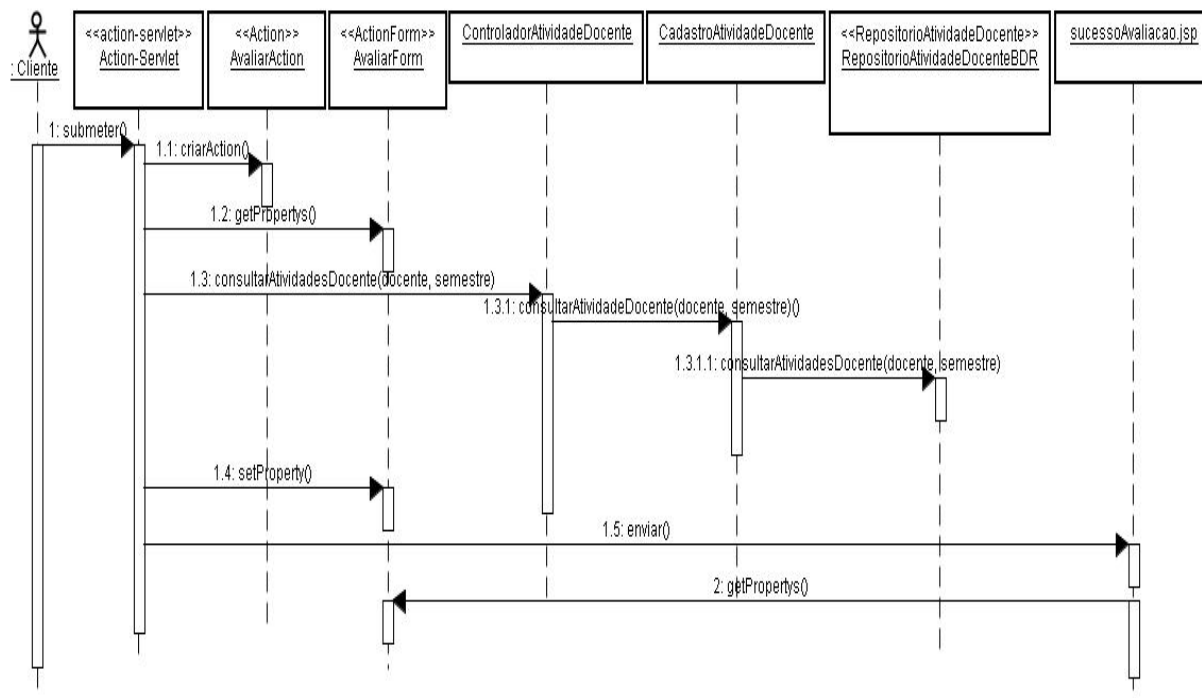 : Cliente
<<action-servlet>>
Action-Servlet
<<Action>>
AvaliarAction
<<ActionForm>>
AvaliarForm
ControladorAtividadeDocente
CadastroAtividadeDocente
<<RepositorioAtividadeDocente>>
RepositorioAtividadeDocenteBDR
sucessoAvaliacao.jsp
1: submeter()
1.1: criarAction()
1.2: getPropertys()
1.3: consultarAtividadesDocente(docente, semestre)
1.3.1: consultarAtividadeDocente(docente, semestre)()
1.3.1.1: consultarAtividadesDocente(docente, semestre)
1.4: setProperty()
1.5: enviar()
2: getPropertys()